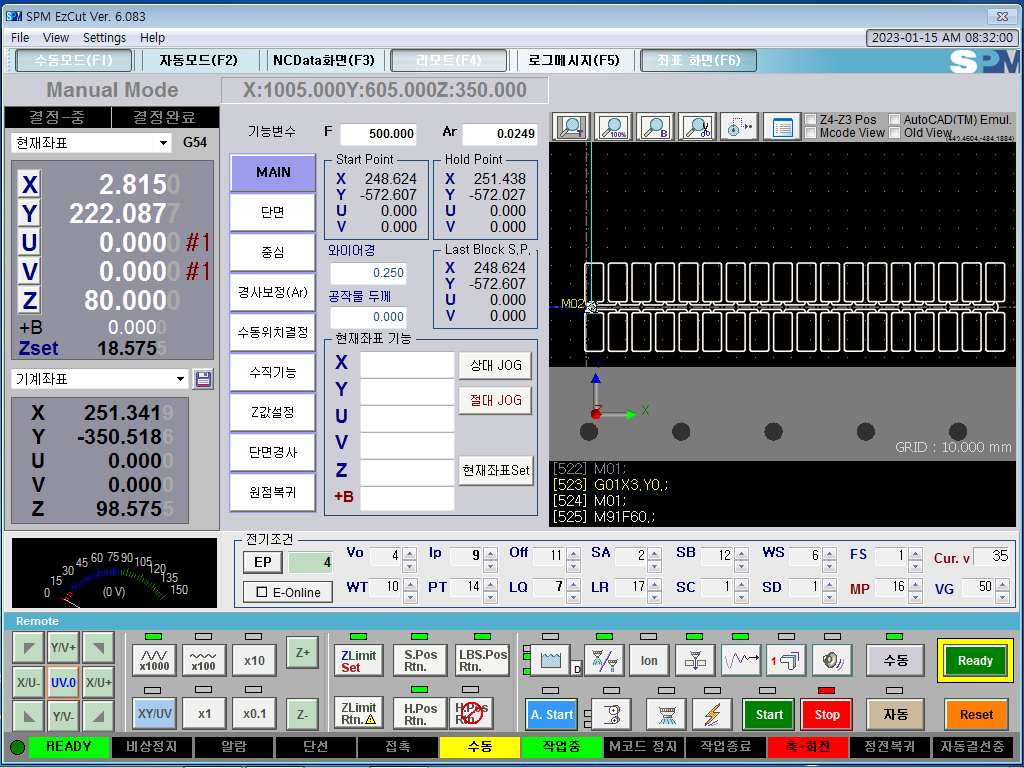 SPM EzCut Ver. 6.083
File View Settings Help
2023-01-15 AM 08:32:00
수동모드(F1) 자동모드(F2) NCData화면(F3) 리모트(F4) 로그메시지(F5) 좌표 화면(F6) SPM
Manual Mode X:1005.000Y:605.000Z:350.000
결정-중 결정완료
현재좌표 G54
X 2.8150
Y 222.0877
U 0.0000 #1
V 0.0000 #1
Z 80.0000
+B 0.0000
Zset 18.5755
기계좌표
X 251.3419
Y -350.5186
U 0.0000
V 0.0000
Z 98.5755
기능변수 F 500.000 Ar 0.0249
MAIN
단면
중심
경사보정(Ar)
수동위치결정
수직기능
Z값설정
단면경사
원점복귀
Start Point
X 248.624
Y -572.607
U 0.000
V 0.000
Hold Point
X 251.438
Y -572.027
U 0.000
V 0.000
와이어경
0.250
공작물 두께
0.000
Last Block S,P,
X 248.624
Y -572.607
U 0.000
V 0.000
현재좌표 기능
X
Y
U
V
Z
+B
상대 JOG
절대 JOG
현재좌표Set
T 100% B
Z4-Z3 Pos AutoCAD(TM) Emul.
Mcode View Old View
(441.4604,-484.1884)
M02
Y
Z X
GRID : 10.000 mm
[522] M01;
[523] G01X3,Y0,;
[524] M01;
[525] M91F60,;
0 15 30 45 60 75 90 105 120 135 150
(0 V)
전기조건
EP 4
E-Online
Vo 4 Ip 9 Off 11 SA 2 SB 12 WS 6 FS 1 Cur. v 35
WT 10 PT 14 LQ 7 LR 17 SC 1 SD 1 MP 16 VG 50
Remote
Y/V+
X/U- UV.0 X/U+
Y/V-
x1000 x100 x10 Z+
XY/UV x1 x0.1 Z-
ZLimit Set S.Pos Rtn. LBS.Pos Rtn.
ZLimit Rtn. H.Pos Rtn. H.Pos Rtn.
D Ion 1 수동 Ready
A. Start Start Stop 자동 Reset
READY 비상정지 알람 단선 접촉 수동 작업중 M코드 정지 작업종료 축-회전 정전복귀 자동결선중